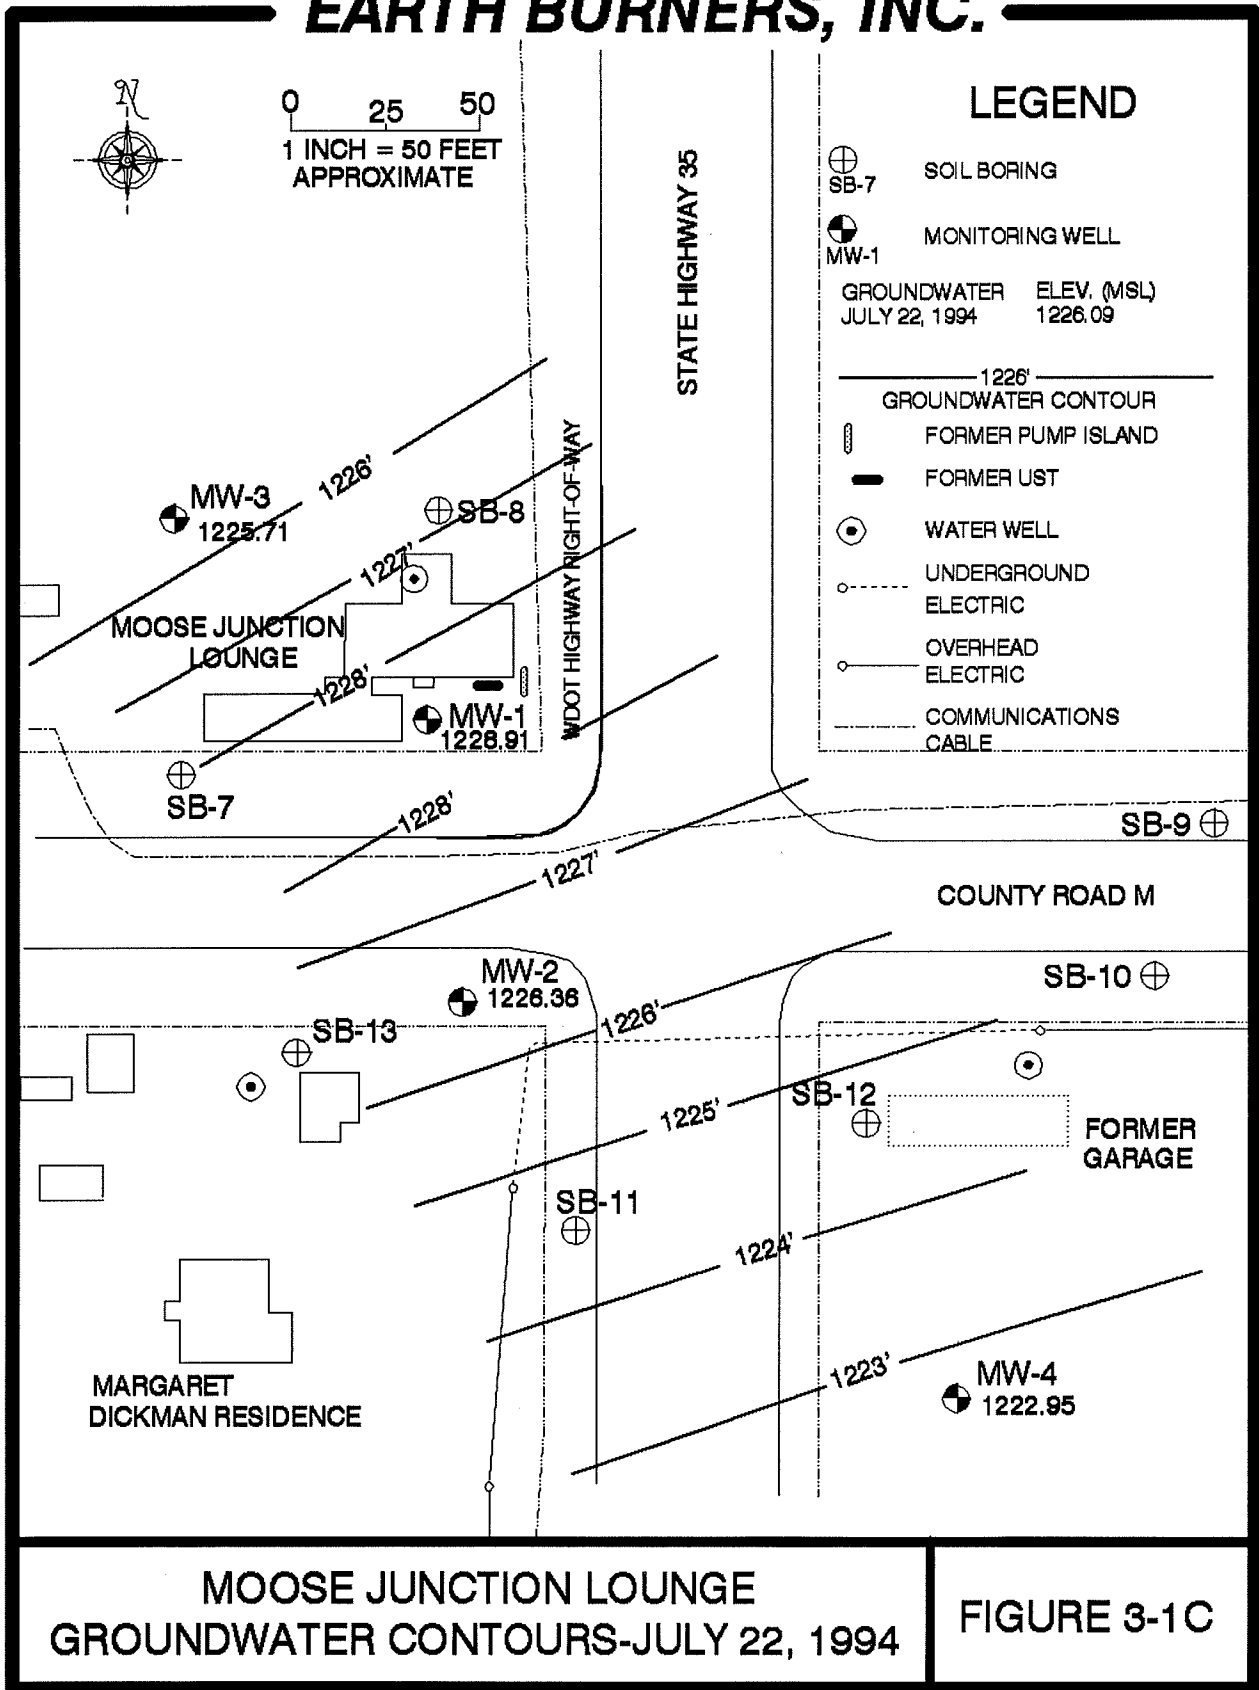 EARTH BURNERS, INC.
N
0 25 50
1 INCH = 50 FEET
APPROXIMATE
STATE HIGHWAY 35
LEGEND
SB-7 SOIL BORING
MW-1 MONITORING WELL
GROUNDWATER ELEV. (MSL)
JULY 22, 1994 1226.09
1226'
GROUNDWATER CONTOUR
FORMER PUMP ISLAND
FORMER UST
WATER WELL
UNDERGROUND
ELECTRIC
OVERHEAD
ELECTRIC
COMMUNICATIONS
CABLE
1226'
MW-3
1225.71
SB-8
1227'
WDOT HIGHWAY RIGHT-OF-WAY
MOOSE JUNCTION
LOUNGE
1228'
MW-1
1228.91
SB-7
1228'
SB-9
1227'
COUNTY ROAD M
MW-2
1226.36
SB-10
SB-13
1226'
SB-12
1225'
FORMER
GARAGE
SB-11
1224'
1223'
MW-4
1222.95
MARGARET
DICKMAN RESIDENCE
MOOSE JUNCTION LOUNGE
GROUNDWATER CONTOURS-JULY 22, 1994
FIGURE 3-1C